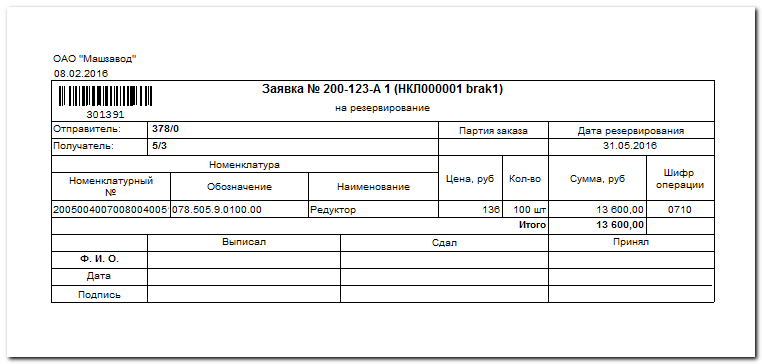 ОАО "Машзавод"
08.02.2016
Заявка № 200-123-А 1 (НКЛ000001 brak1)
на резервирование
301391
Отправитель: 378/0 Партия заказа Дата резервирования
Получатель: 5/3 31.05.2016
Номенклатура Цена, руб Кол-во Сумма, руб Шифр операции
Номенклатурный № Обозначение Наименование
2005004007008004005 078.505.9.0100.00 Редуктор 136 100 шт 13 600,00 0710
Итого 13 600,00
Выписал Сдал Принял
Ф. И. О.
Дата
Подпись